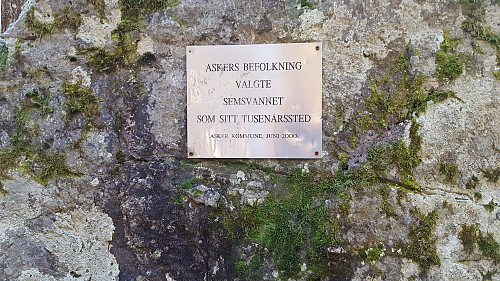 ASKERS BEFOLKNING
VALGTE
SEMSVANNET
SOM SITT TUSENÅRSSTED
ASKER KOMMUNE, JUNI 2000